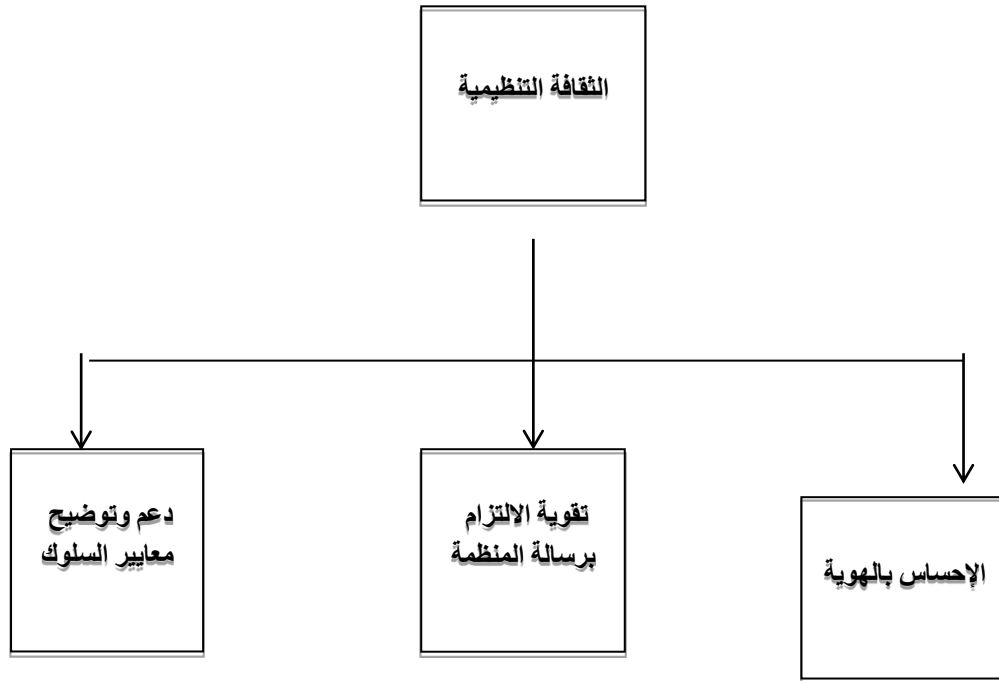 الثقافة التنظيمية
الإحساس بالهوية
تقوية الالتزام
برسالة المنظمة
دعم وتوضيح
معايير السلوك